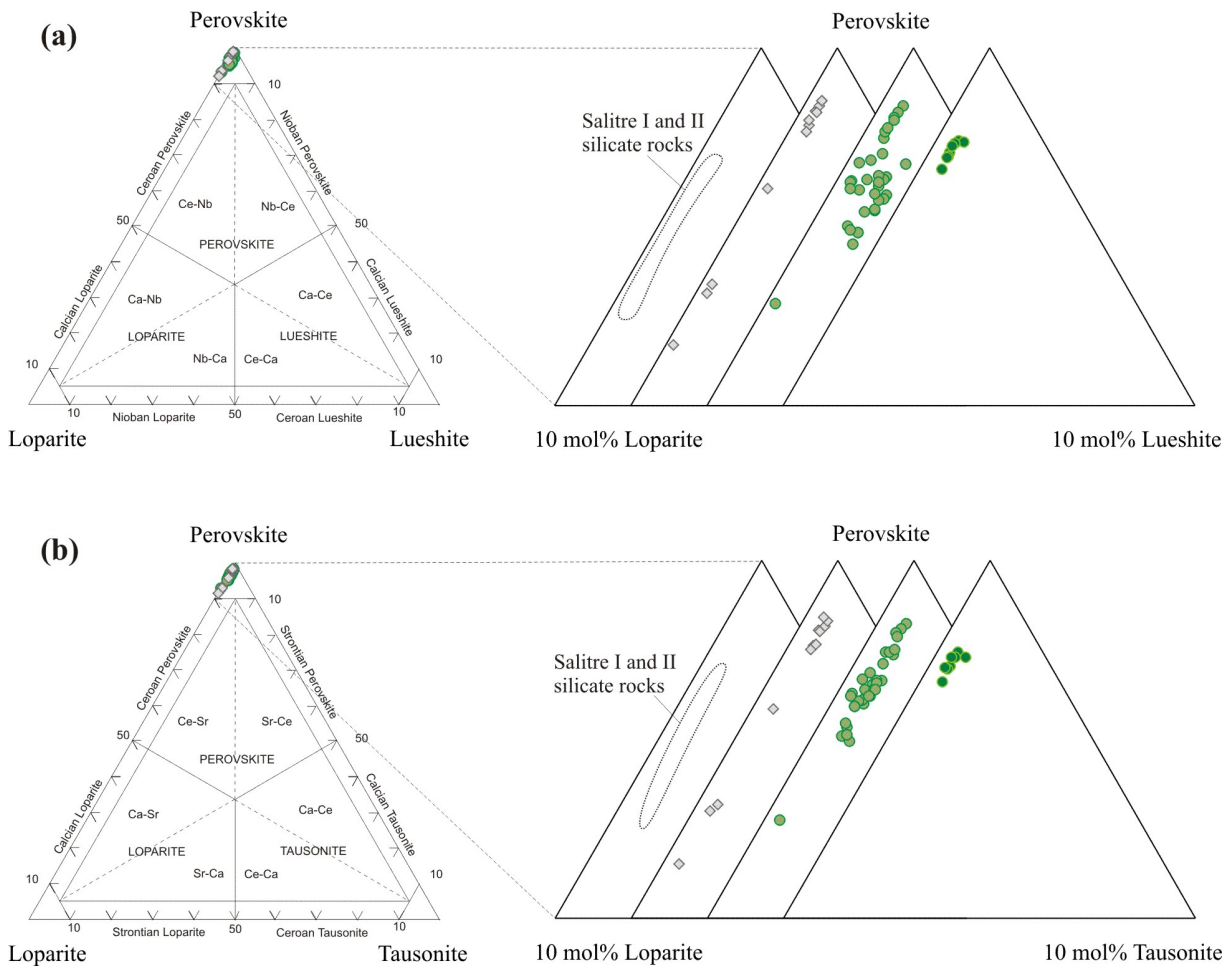 (a)
Perovskite
10
Ceroan Perovskite
Nioban Perovskite
Ce-Nb
Nb-Ce
50
50
PEROVSKITE
Calcian Loparite
Calcian Lueshite
Ca-Nb
Ca-Ce
LOPARITE
LUESHITE
Nb-Ca
Ce-Ca
10
10
10
Nioban Loparite
50
Ceroan Lueshite
10
Loparite
Lueshite
Perovskite
Salitre I and II
silicate rocks
10 mol% Loparite
10 mol% Lueshite
(b)
Perovskite
10
Ceroan Perovskite
Strontian Perovskite
Ce-Sr
Sr-Ce
50
50
PEROVSKITE
Calcian Loparite
Calcian Tausonite
Ca-Sr
Ca-Ce
LOPARITE
TAUSONITE
Sr-Ca
Ce-Ca
10
10
10
Strontian Loparite
50
Ceroan Tausonite
10
Loparite
Tausonite
Perovskite
Salitre I and II
silicate rocks
10 mol% Loparite
10 mol% Tausonite